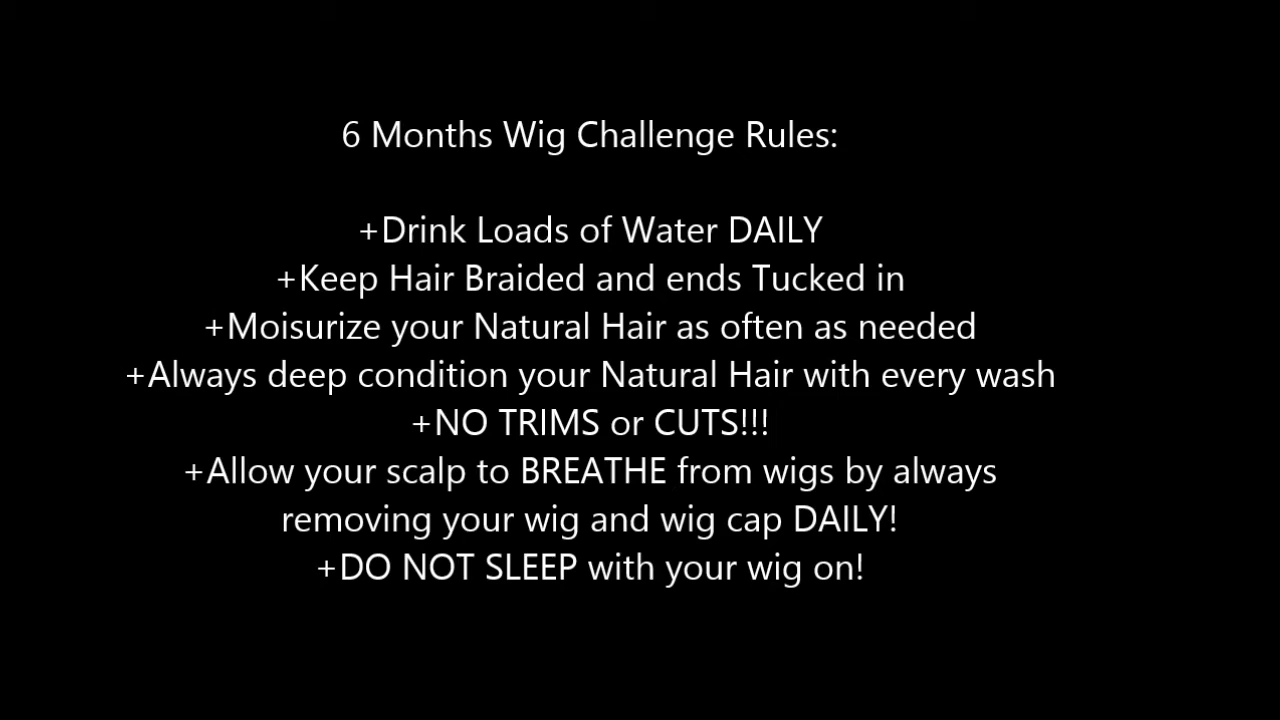 6 Months Wig Challenge Rules:
+Drink Loads of Water DAILY
+Keep Hair Braided and ends Tucked in
+Moisurize your Natural Hair as often as needed
+Always deep condition your Natural Hair with every wash
+NO TRIMS or CUTS!!!
+Allow your scalp to BREATHE from wigs by always
removing your wig and wig cap DAILY!
+DO NOT SLEEP with your wig on!